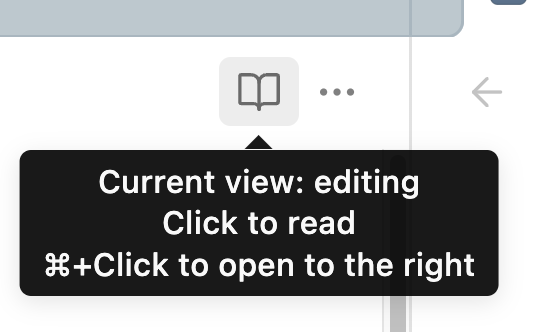 Current view: editing
Click to read
⌘+Click to open to the right